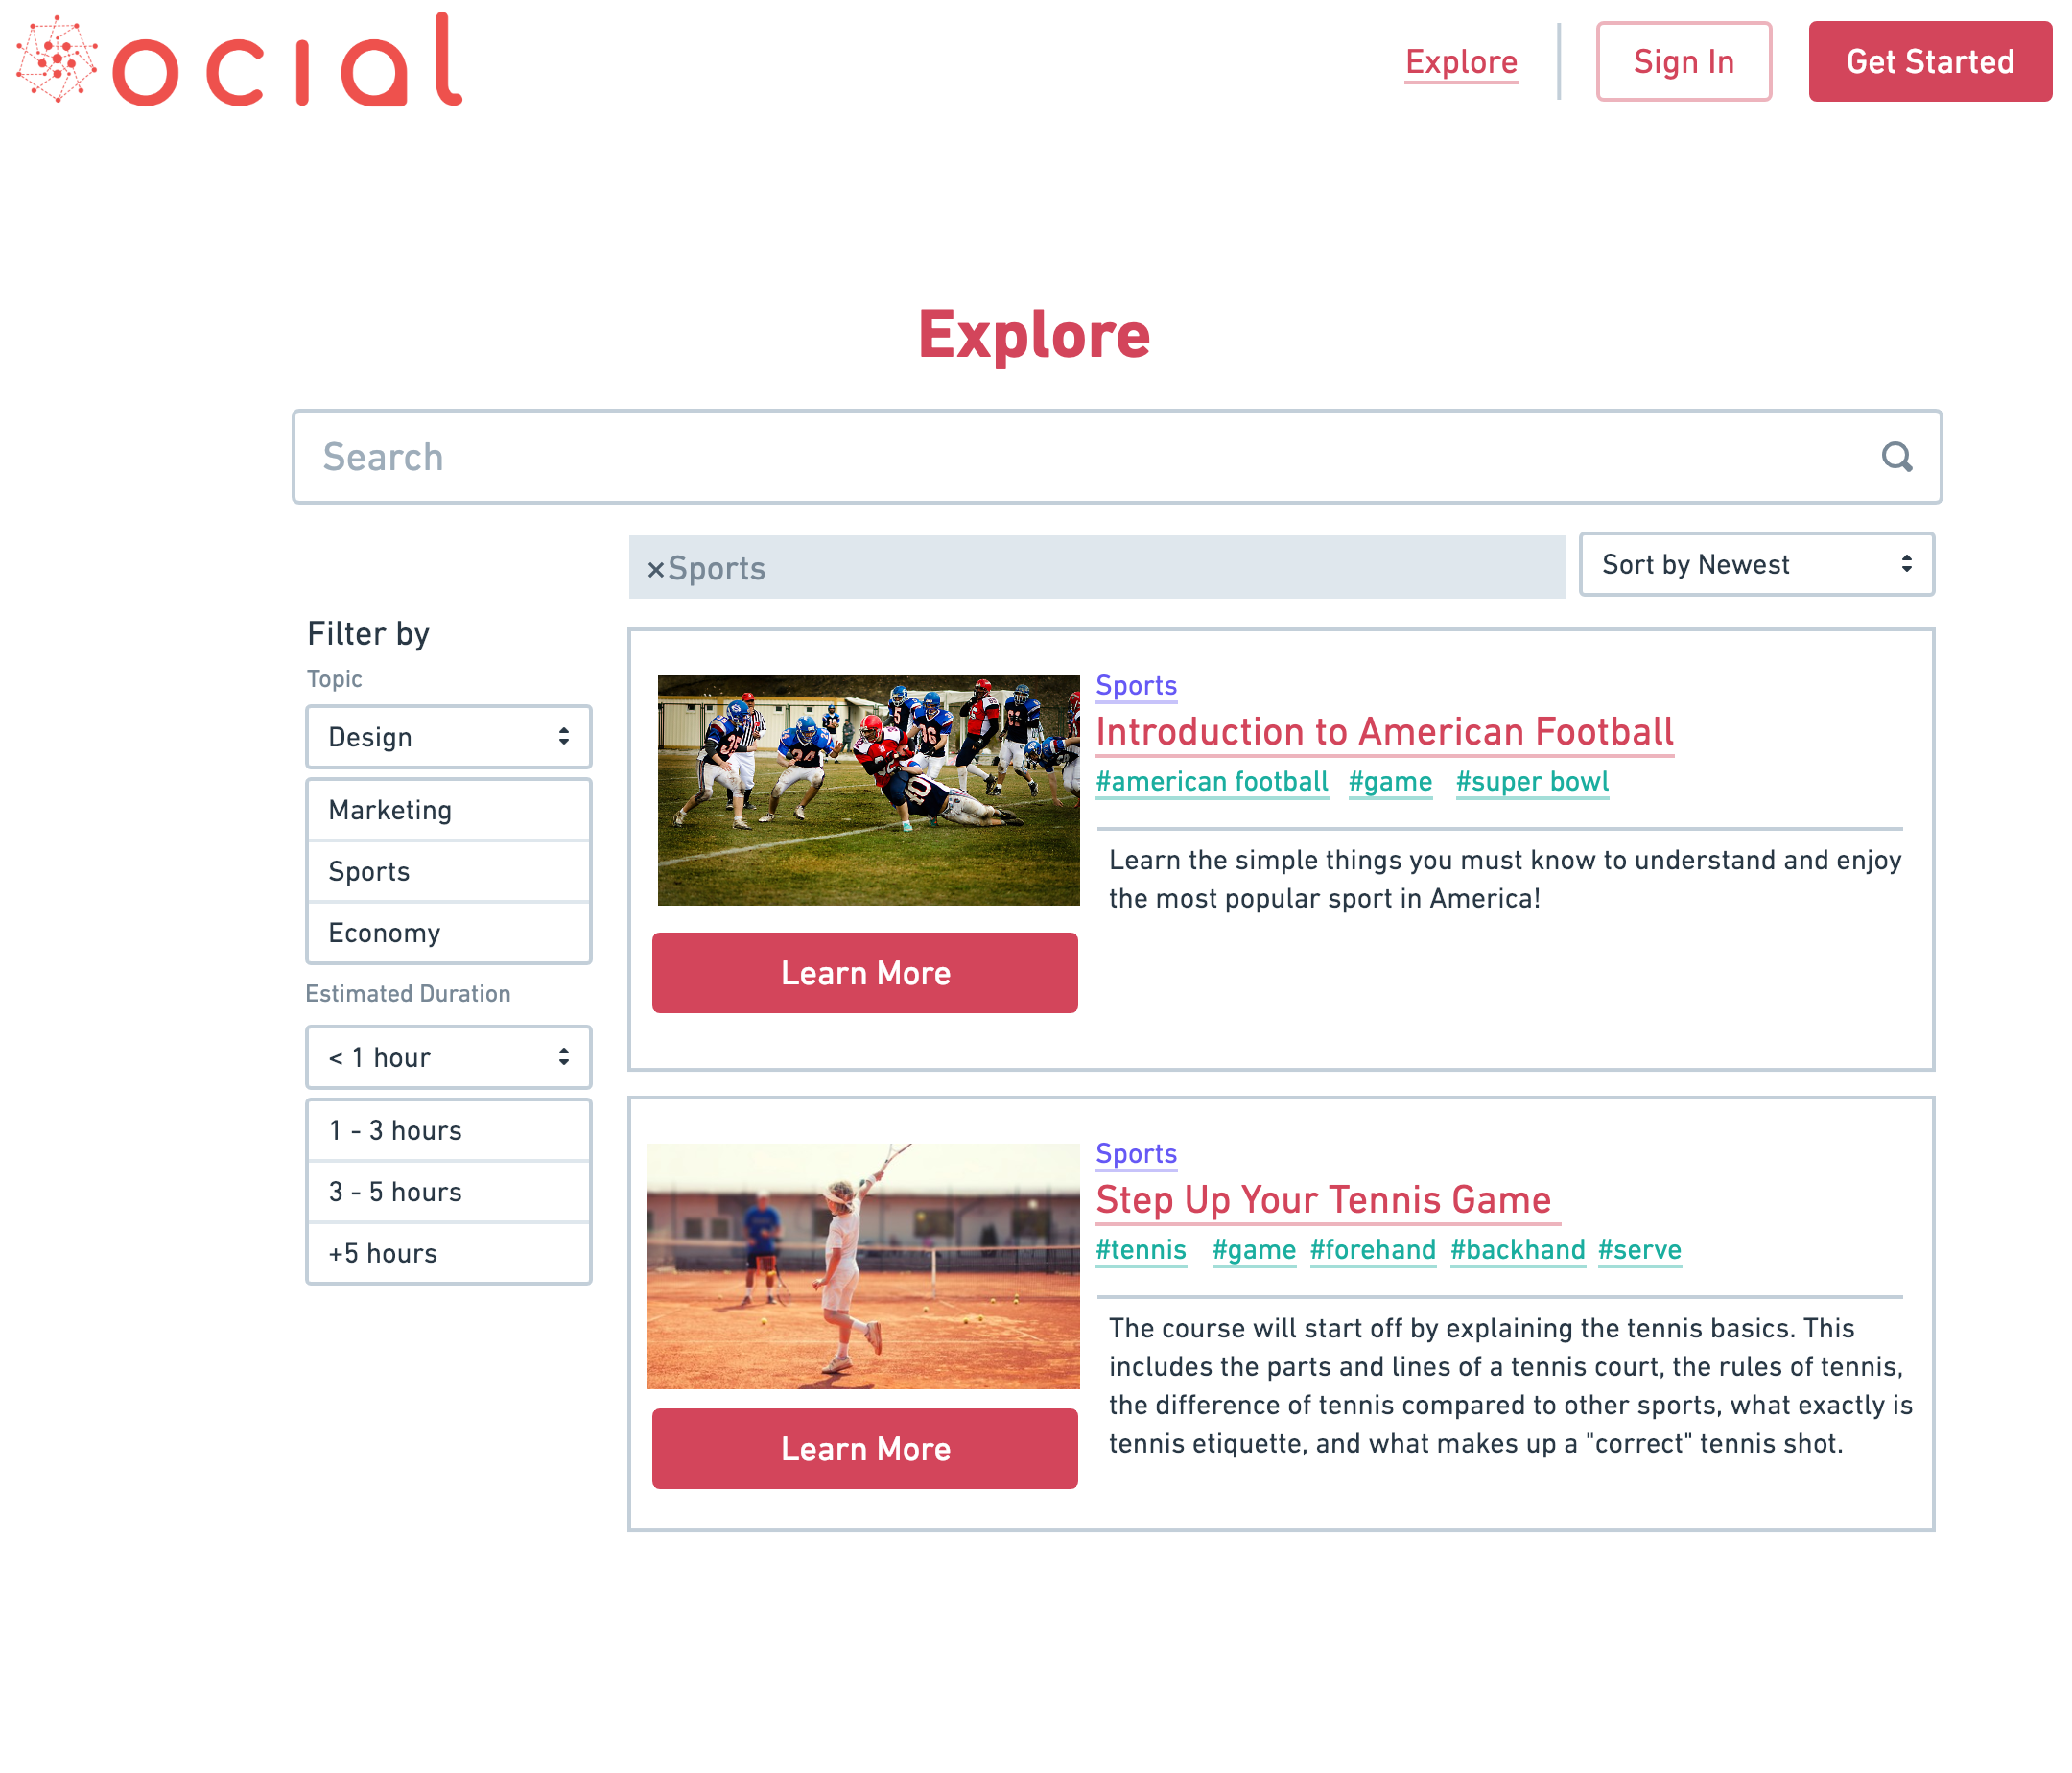 ocial
Explore
Sign In
Get Started
Explore
Search
×Sports
Sort by Newest
Filter by
Topic
Design
Marketing
Sports
Economy
Estimated Duration
< 1 hour
1 - 3 hours
3 - 5 hours
+5 hours
Sports
Introduction to American Football
#american football #game #super bowl
Learn the simple things you must know to understand and enjoy
the most popular sport in America!
Learn More
Sports
Step Up Your Tennis Game
#tennis #game #forehand #backhand #serve
The course will start off by explaining the tennis basics. This
includes the parts and lines of a tennis court, the rules of tennis,
the difference of tennis compared to other sports, what exactly is
tennis etiquette, and what makes up a "correct" tennis shot.
Learn More